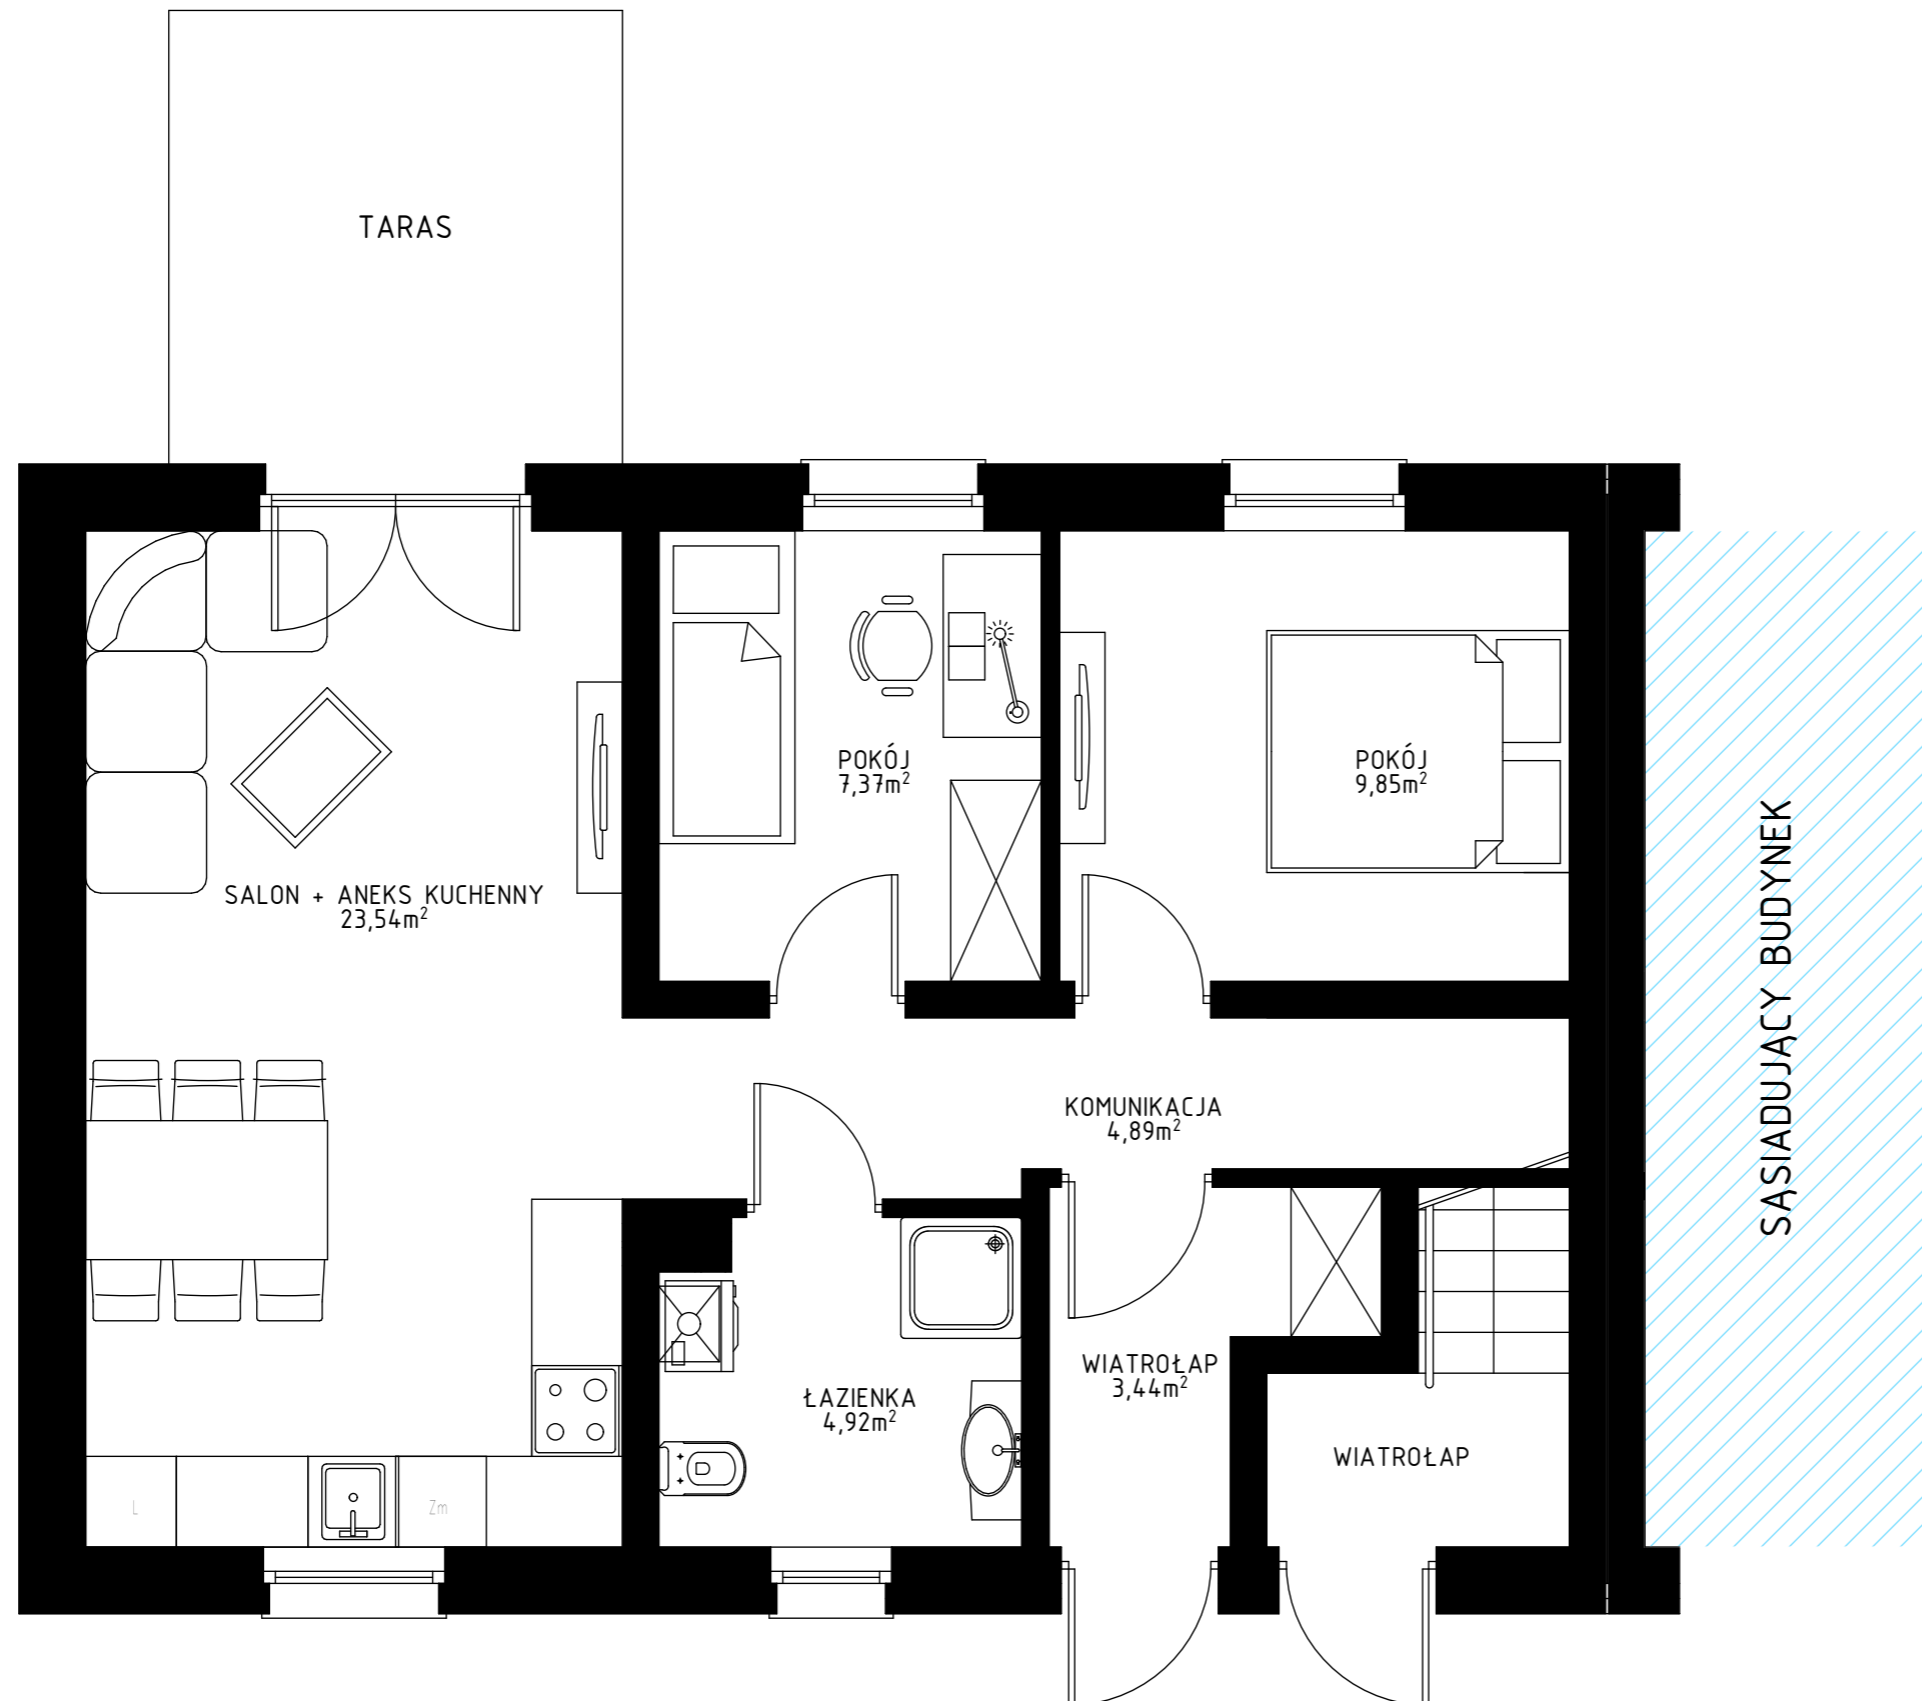 TARAS
POKÓJ
7,37m²
POKÓJ
9,85m²
SALON + ANEKS KUCHENNY
23,54m²
SĄSIADUJĄCY BUDYNEK
KOMUNIKACJA
4,89m²
WIATROŁAP
3,44m²
ŁAZIENKA
4,92m²
WIATROŁAP
L
Zm